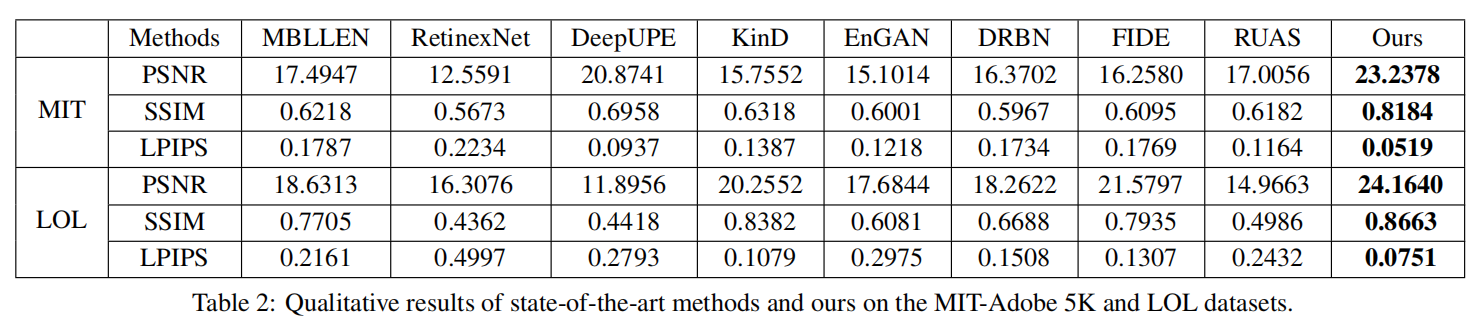 Methods MBLLEN RetinexNet DeepUPE KinD EnGAN DRBN FIDE RUAS Ours
MIT PSNR 17.4947 12.5591 20.8741 15.7552 15.1014 16.3702 16.2580 17.0056 23.2378
SSIM 0.6218 0.5673 0.6958 0.6318 0.6001 0.5967 0.6095 0.6182 0.8184
LPIPS 0.1787 0.2234 0.0937 0.1387 0.1218 0.1734 0.1769 0.1164 0.0519
LOL PSNR 18.6313 16.3076 11.8956 20.2552 17.6844 18.2622 21.5797 14.9663 24.1640
SSIM 0.7705 0.4362 0.4418 0.8382 0.6081 0.6688 0.7935 0.4986 0.8663
LPIPS 0.2161 0.4997 0.2793 0.1079 0.2975 0.1508 0.1307 0.2432 0.0751
Table 2: Qualitative results of state-of-the-art methods and ours on the MIT-Adobe 5K and LOL datasets.